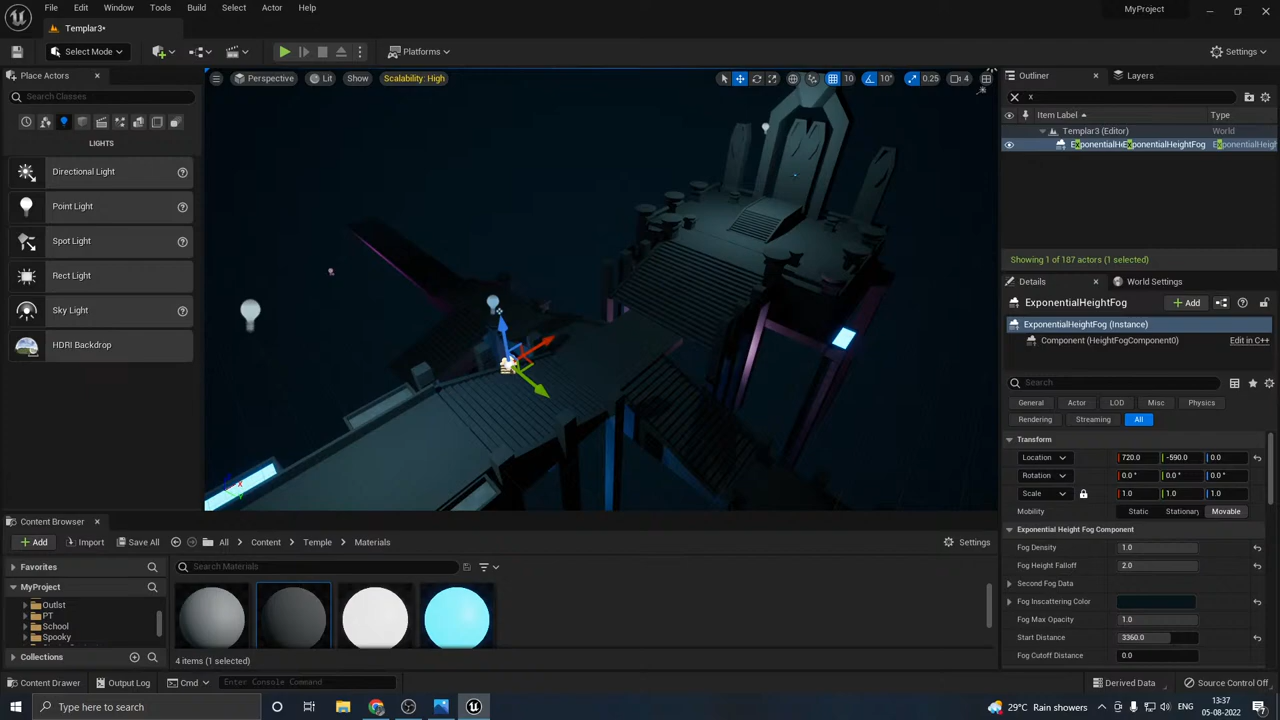 File Edit Window Tools Build Select Actor Help
MyProject
Templar3•
Select Mode
Platforms
Settings
Place Actors
Search Classes
LIGHTS
Directional Light
Point Light
Spot Light
Rect Light
Sky Light
HDRI Backdrop
Perspective Lit Show Scalability: High
10 10° 0.25 4
Outliner Layers
x
Item Label Type
Templar3 (Editor) World
ExponentialHeightFog
Showing 1 of 187 actors (1 selected)
Details World Settings
ExponentialHeightFog Add
ExponentialHeightFog (Instance)
Component (HeightFogComponent0) Edit in C++
Search
General Actor LOD Misc Physics
Rendering Streaming All
Transform
Location 720.0 -590.0 0.0
Rotation 0.0 ° 0.0 ° 0.0 °
Scale 1.0 1.0 1.0
Mobility Static Stationary Movable
Exponential Height Fog Component
Fog Density 1.0
Fog Height Falloff 2.0
Second Fog Data
Fog Inscattering Color
Fog Max Opacity 1.0
Start Distance 3360.0
Fog Cutoff Distance 0.0
Content Browser
Add Import Save All All Content Temple Materials Settings
Favorites
Search Materials
MyProject
OutIst
PT
School
Spooky
Collections
4 items (1 selected)
Content Drawer Output Log Cmd Enter Console Command Derived Data Source Control Off
Type here to search
29°C Rain showers ENG 13:37
05-08-2022